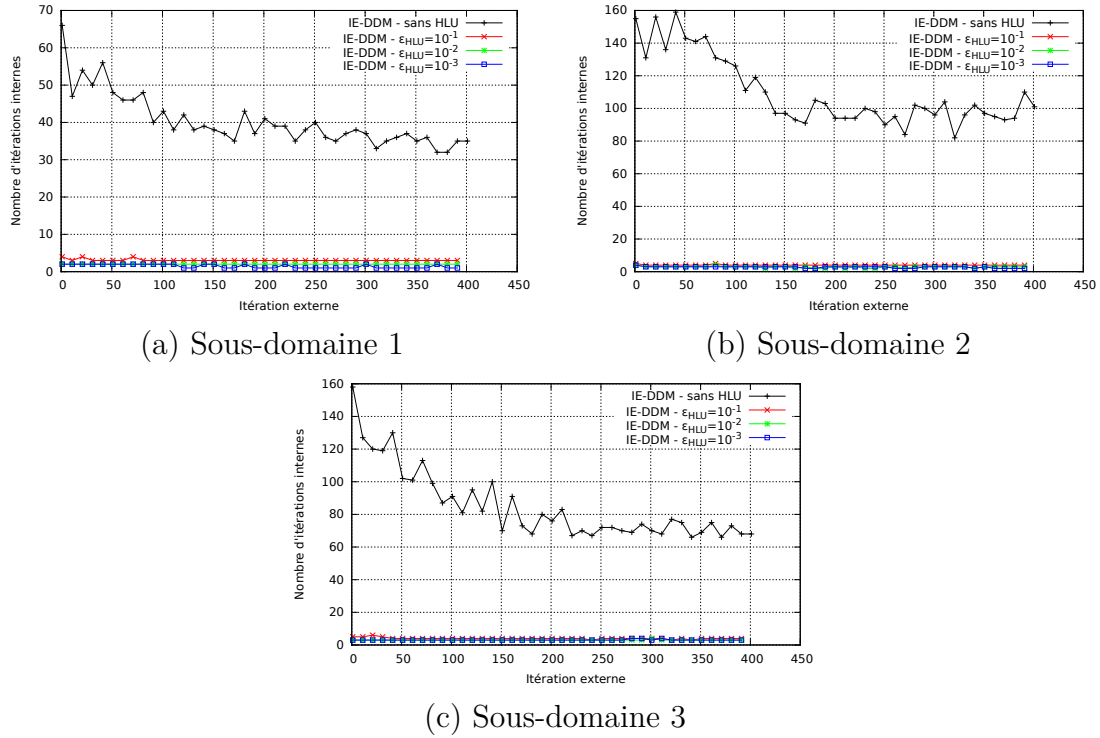 Nombre d'itérations internes
70
60
50
40
30
20
10
0
0 50 100 150 200 250 300 350 400 450
Itération externe
IE-DDM - sans HLU
IE-DDM - εHLU=10-1
IE-DDM - εHLU=10-2
IE-DDM - εHLU=10-3
(a) Sous-domaine 1
Nombre d'itérations internes
160
140
120
100
80
60
40
20
0
0 50 100 150 200 250 300 350 400 450
Itération externe
IE-DDM - sans HLU
IE-DDM - εHLU=10-1
IE-DDM - εHLU=10-2
IE-DDM - εHLU=10-3
(b) Sous-domaine 2
Nombre d'itérations internes
160
140
120
100
80
60
40
20
0
0 50 100 150 200 250 300 350 400 450
Itération externe
IE-DDM - sans HLU
IE-DDM - εHLU=10-1
IE-DDM - εHLU=10-2
IE-DDM - εHLU=10-3
(c) Sous-domaine 3